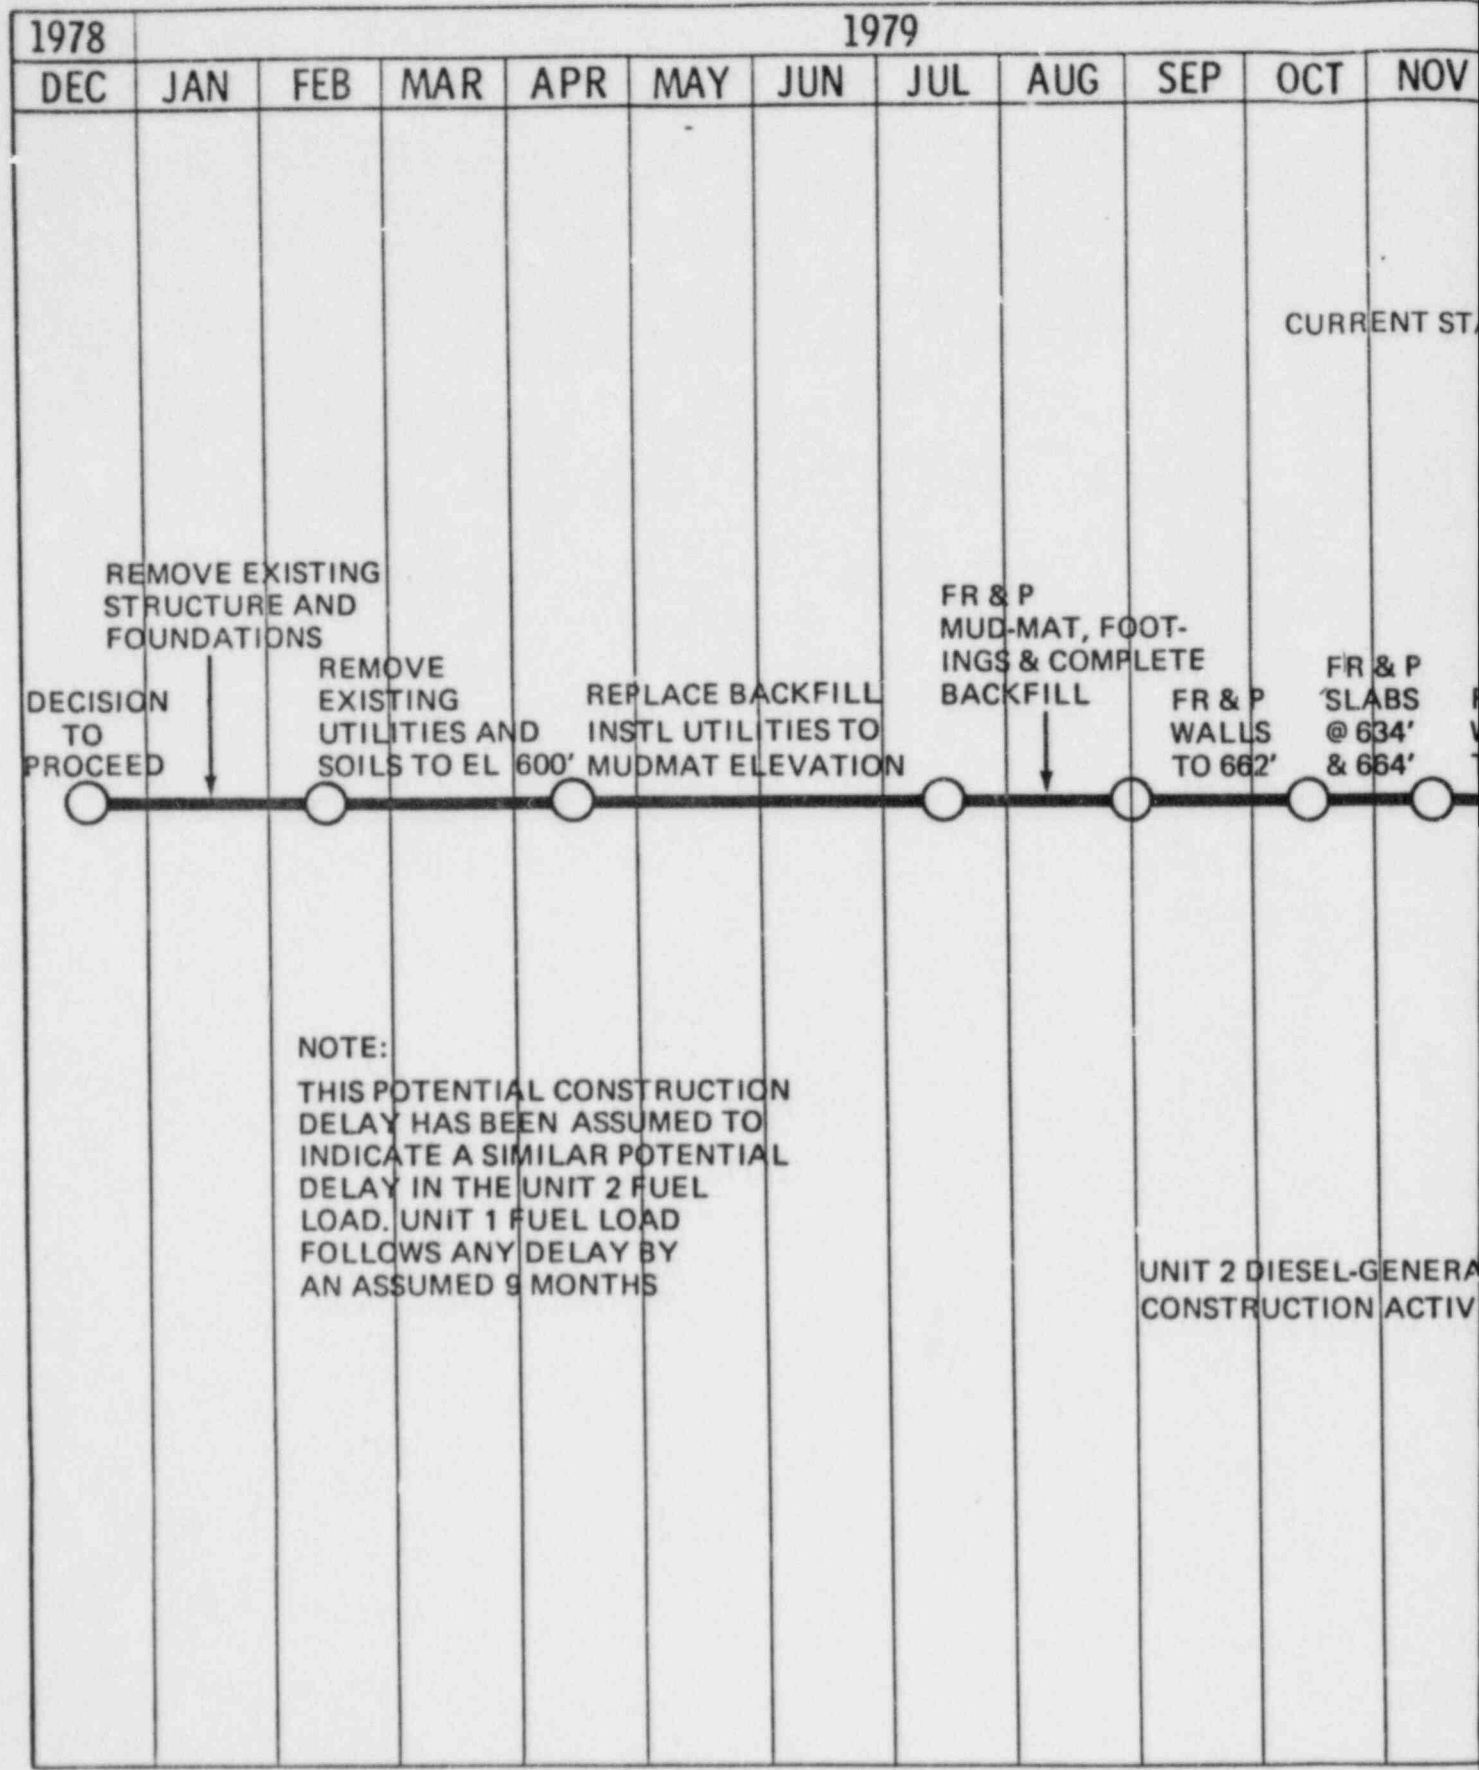 1978 1979
DEC JAN FEB MAR APR MAY JUN JUL AUG SEP OCT NOV
CURRENT STA
REMOVE EXISTING
STRUCTURE AND
FOUNDATIONS
DECISION
TO
PROCEED
REMOVE
EXISTING
UTILITIES AND
SOILS TO EL 600'
REPLACE BACKFILL
INSTL UTILITIES TO
MUDMAT ELEVATION
FR & P
MUD-MAT, FOOT-
INGS & COMPLETE
BACKFILL
FR & P
WALLS
TO 662'
FR & P
SLABS
@ 634'
& 664'
NOTE:
THIS POTENTIAL CONSTRUCTION
DELAY HAS BEEN ASSUMED TO
INDICATE A SIMILAR POTENTIAL
DELAY IN THE UNIT 2 FUEL
LOAD. UNIT 1 FUEL LOAD
FOLLOWS ANY DELAY BY
AN ASSUMED 9 MONTHS
UNIT 2 DIESEL-GENERA
CONSTRUCTION ACTIV